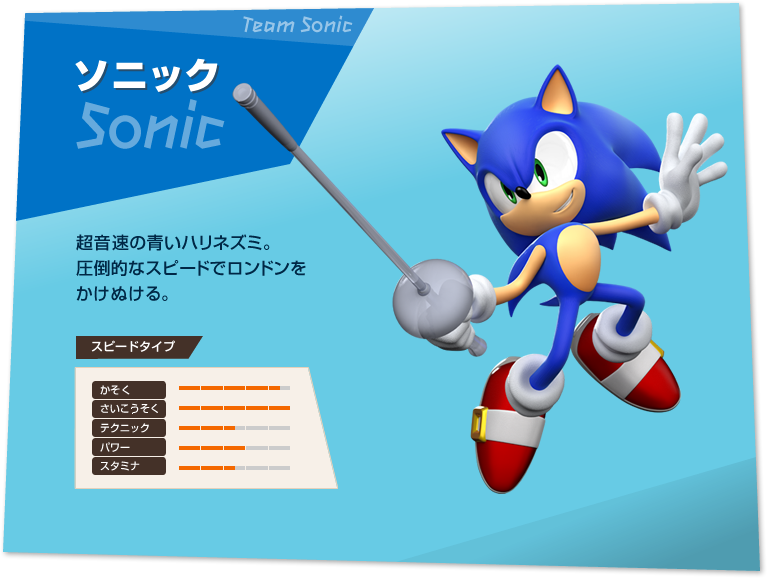 Team Sonic
ソニック
Sonic
超音速の青いハリネズミ。
圧倒的なスピードでロンドンを
かけぬける。
スピードタイプ
かそく
さいこうそく
テクニック
パワー
スタミナ